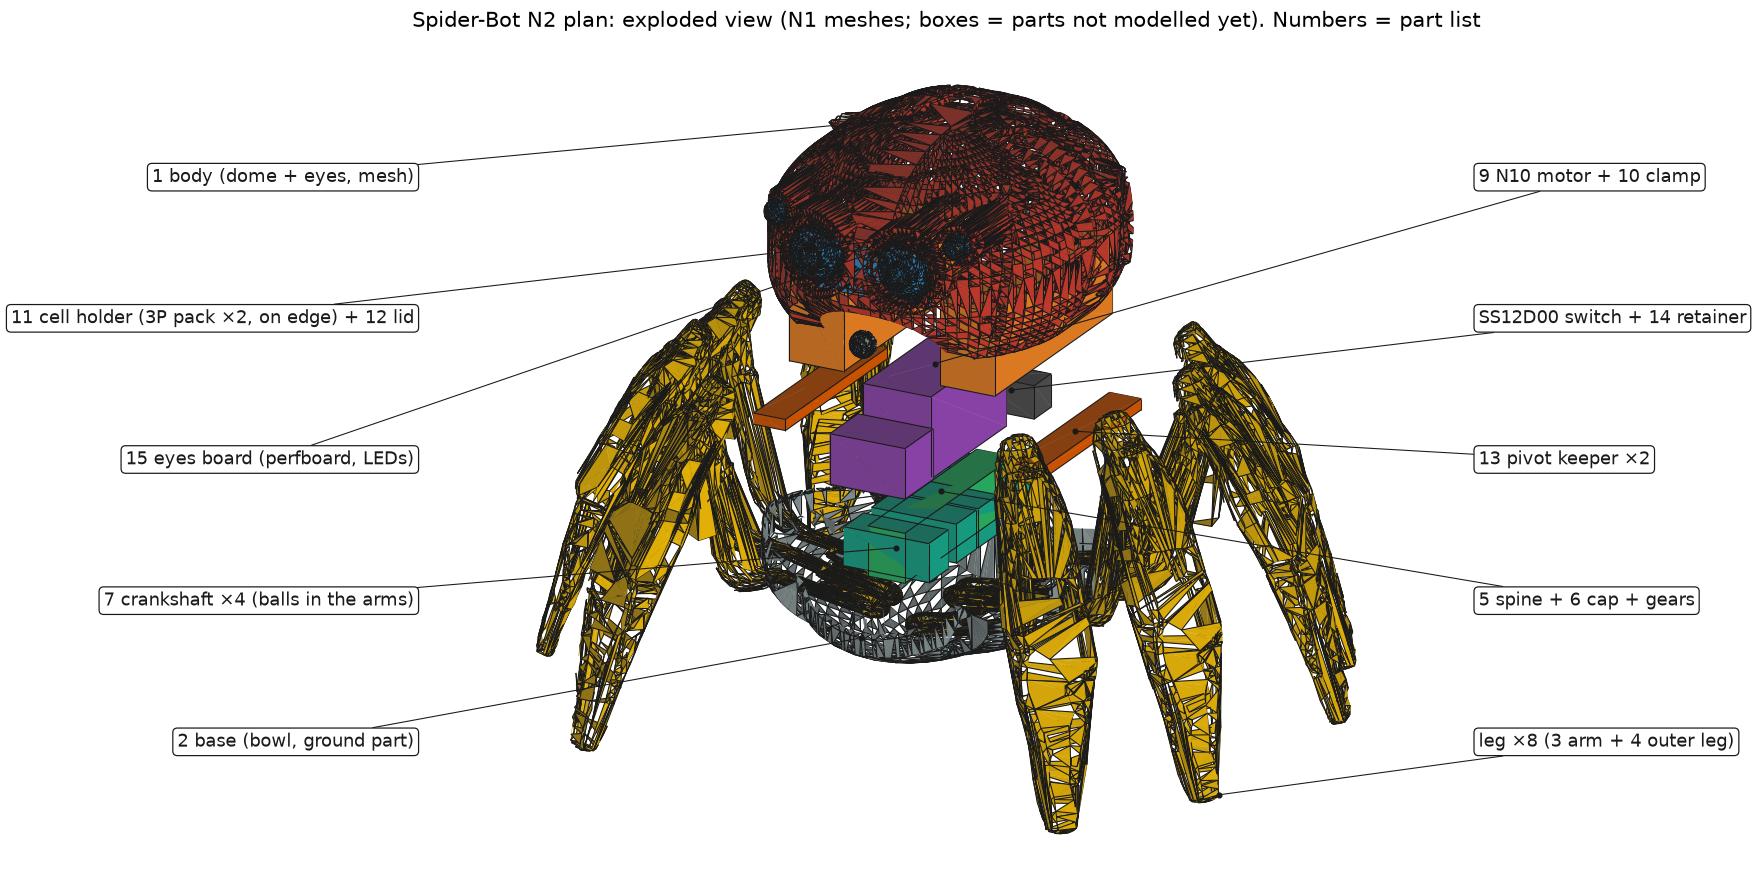 Spider-Bot N2 plan: exploded view (N1 meshes; boxes = parts not modelled yet). Numbers = part list
1 body (dome + eyes, mesh)
11 cell holder (3P pack ×2, on edge) + 12 lid
15 eyes board (perfboard, LEDs)
7 crankshaft ×4 (balls in the arms)
2 base (bowl, ground part)
9 N10 motor + 10 clamp
SS12D00 switch + 14 retainer
13 pivot keeper ×2
5 spine + 6 cap + gears
leg ×8 (3 arm + 4 outer leg)